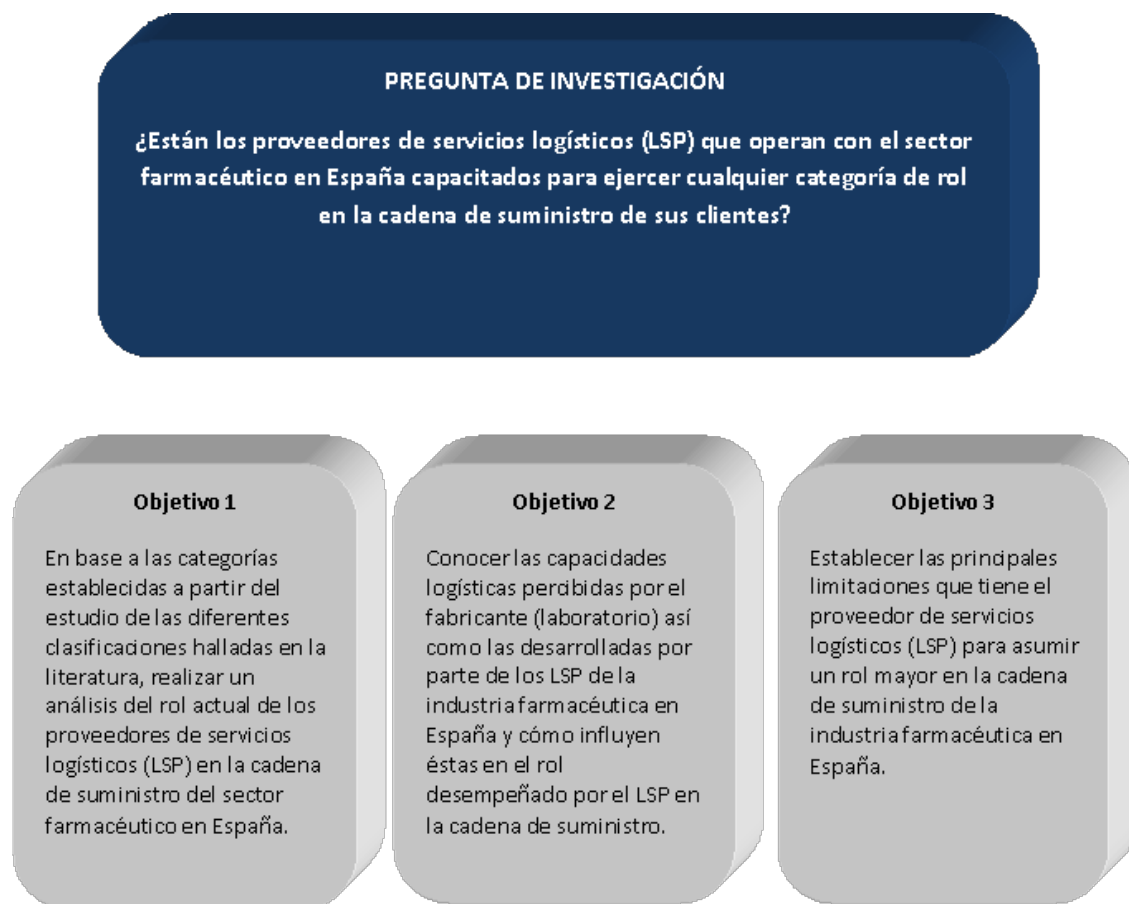 PREGUNTA DE INVESTIGACIÓN
¿Están los proveedores de servicios logísticos (LSP) que operan con el sector
farmacéutico en España capacitados para ejercer cualquier categoría de rol
en la cadena de suministro de sus clientes?
Objetivo 1
En base a las categorías
establecidas a partir del
estudio de las diferentes
clasificaciones halladas en la
literatura, realizar un
análisis del rol actual de los
proveedores de servicios
logísticos (LSP) en la cadena
de suministro del sector
farmacéutico en España.
Objetivo 2
Conocer las capacidades
logísticas percibidas por el
fabricante (laboratorio) así
como las desarrolladas por
parte de los LSP de la
industria farmacéutica en
España y cómo influyen
éstas en el rol
desempeñado por el LSP en
la cadena de suministro.
Objetivo 3
Establecer las principales
limitaciones que tiene el
proveedor de servicios
logísticos (LSP) para asumir
un rol mayor en la cadena
de suministro de la
industria farmacéutica en
España.